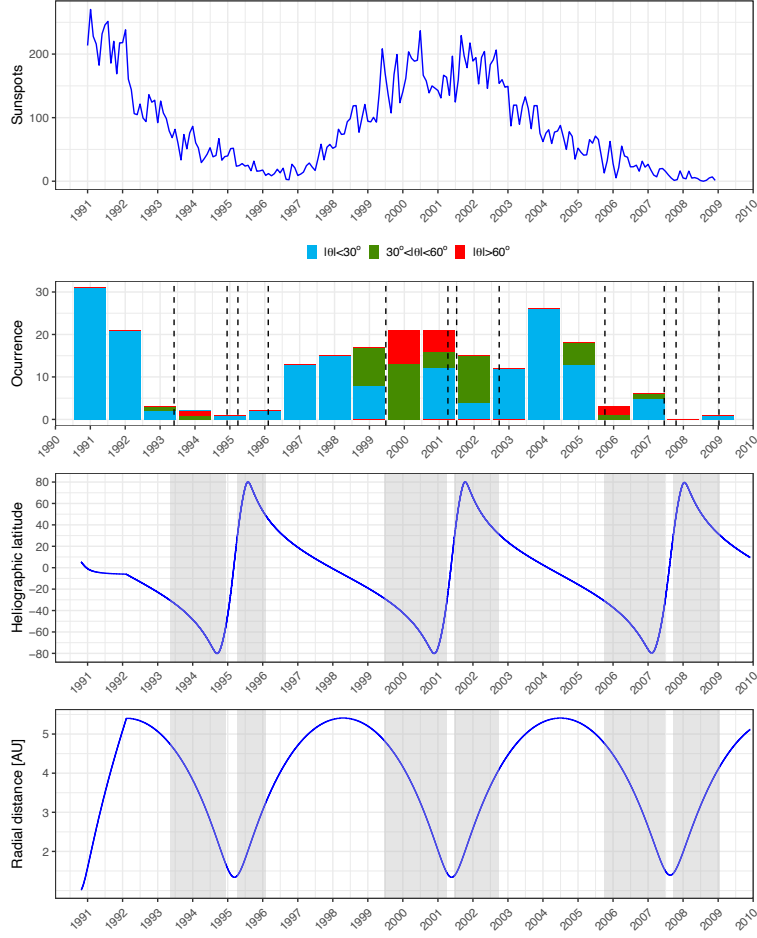 Sunspots
200
100
0
1991 1992 1993 1994 1995 1996 1997 1998 1999 2000 2001 2002 2003 2004 2005 2006 2007 2008 2009 2010
|θ|<30° 30°<|θ|<60° |θ|>60°
Ocurrence
30
20
10
0
1990 1991 1992 1993 1994 1995 1996 1997 1998 1999 2000 2001 2002 2003 2004 2005 2006 2007 2008 2009 2010
Heliographic latitude
80
60
40
20
0
−20
−40
−60
−80
1991 1992 1993 1994 1995 1996 1997 1998 1999 2000 2001 2002 2003 2004 2005 2006 2007 2008 2009 2010
Radial distance [AU]
5
4
3
2
1991 1992 1993 1994 1995 1996 1997 1998 1999 2000 2001 2002 2003 2004 2005 2006 2007 2008 2009 2010